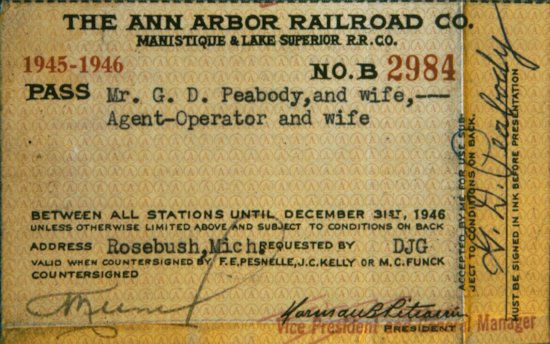 THE ANN ARBOR RAILROAD CO.
MANISTIQUE & LAKE SUPERIOR R.R. CO.
1945-1946
NO. B 2984
PASS Mr. G. D. Peabody, and wife,---
Agent-Operator and wife
BETWEEN ALL STATIONS UNTIL DECEMBER 31ST, 1946
UNLESS OTHERWISE LIMITED ABOVE AND SUBJECT TO CONDITIONS ON BACK
ADDRESS Rosebush, Mich. REQUESTED BY DJG
VALID WHEN COUNTERSIGNED BY F. E. PESNELLE, J. C. KELLY OR M. C. FUNCK
COUNTERSIGNED
Vice President Manager
PRESIDENT
ACCEPTED BY ME FOR USE SUB-
JECT TO CONDITIONS ON BACK.
G. D. Peabody
MUST BE SIGNED IN INK BEFORE PRESENTATION